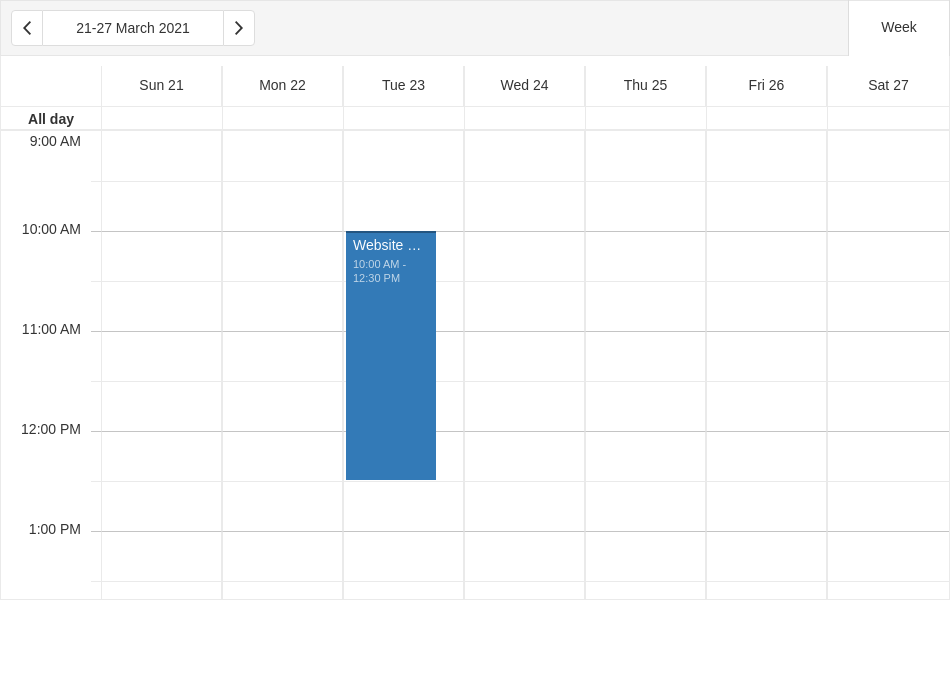 21-27 March 2021
Week
Sun 21 Mon 22 Tue 23 Wed 24 Thu 25 Fri 26 Sat 27
All day
9:00 AM
10:00 AM
Website …
10:00 AM -
12:30 PM
11:00 AM
12:00 PM
1:00 PM